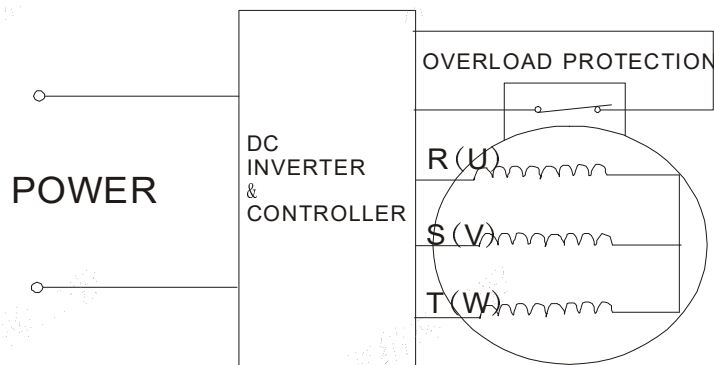 OVERLOAD PROTECTION
DC
INVERTER
&
CONTROLLER
POWER
R(U)
S(V)
T(W)